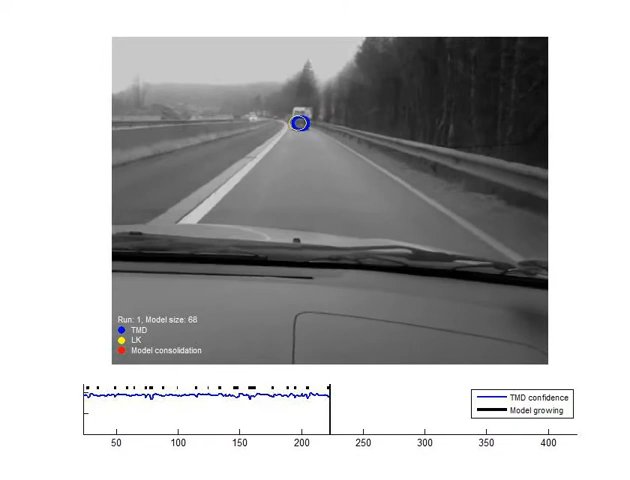 Run: 1, Model size: 68
TMD
LK
Model consolidation
TMD confidence
Model growing
50 100 150 200 250 300 350 400